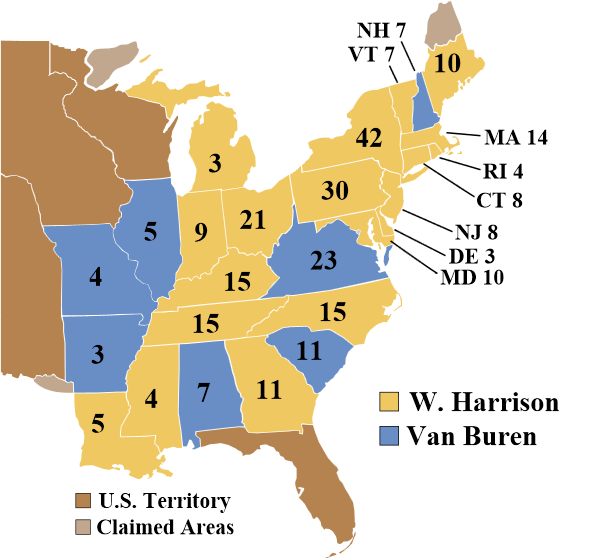 NH 7
VT 7
10
42
MA 14
3
RI 4
30
CT 8
9
21
5
NJ 8
23
DE 3
4
15
MD 10
15
15
3
11
4
7
11
5
W. Harrison
Van Buren
U.S. Territory
Claimed Areas